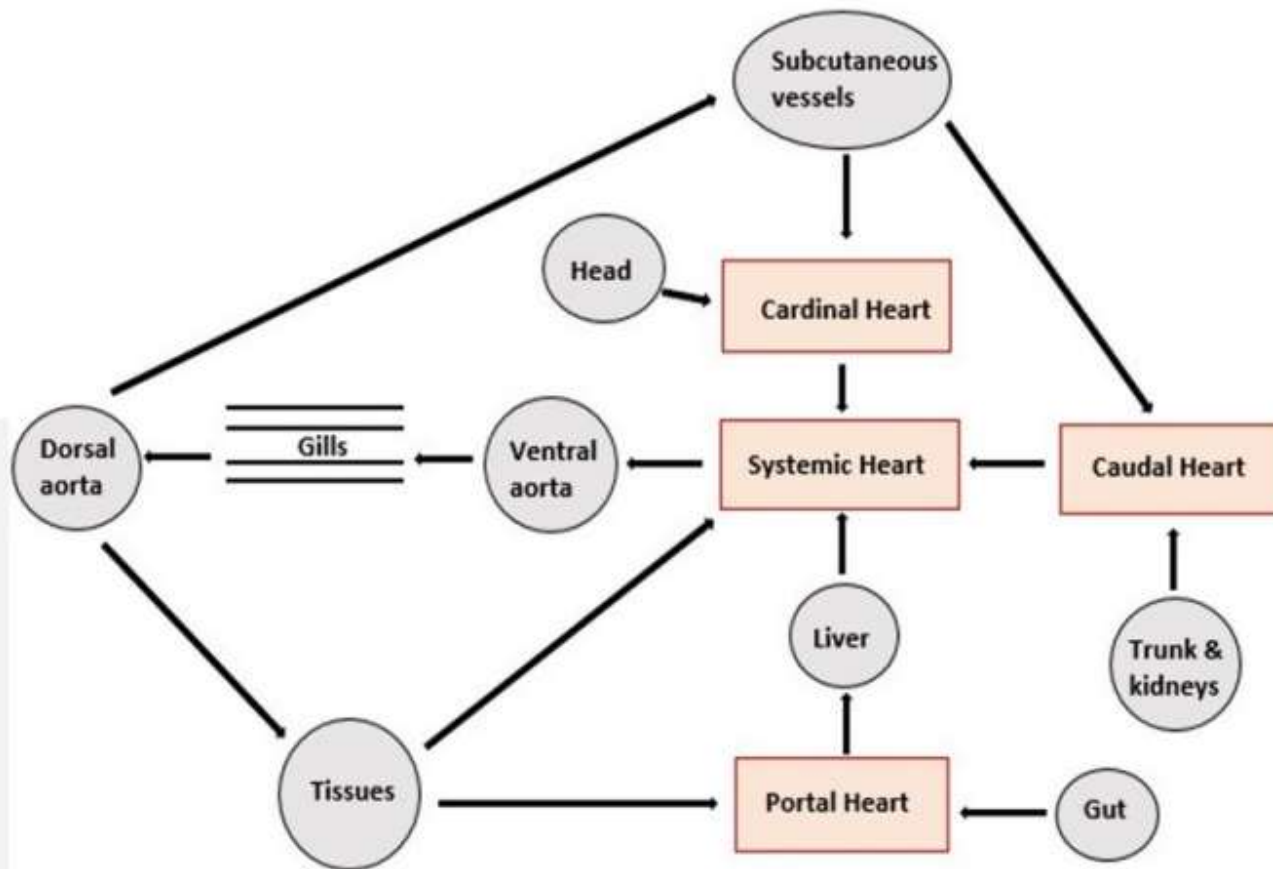 Subcutaneous
vessels
Head
Cardinal Heart
Dorsal
aorta
Gills
Ventral
aorta
Systemic Heart
Caudal Heart
Liver
Trunk &
kidneys
Tissues
Portal Heart
Gut